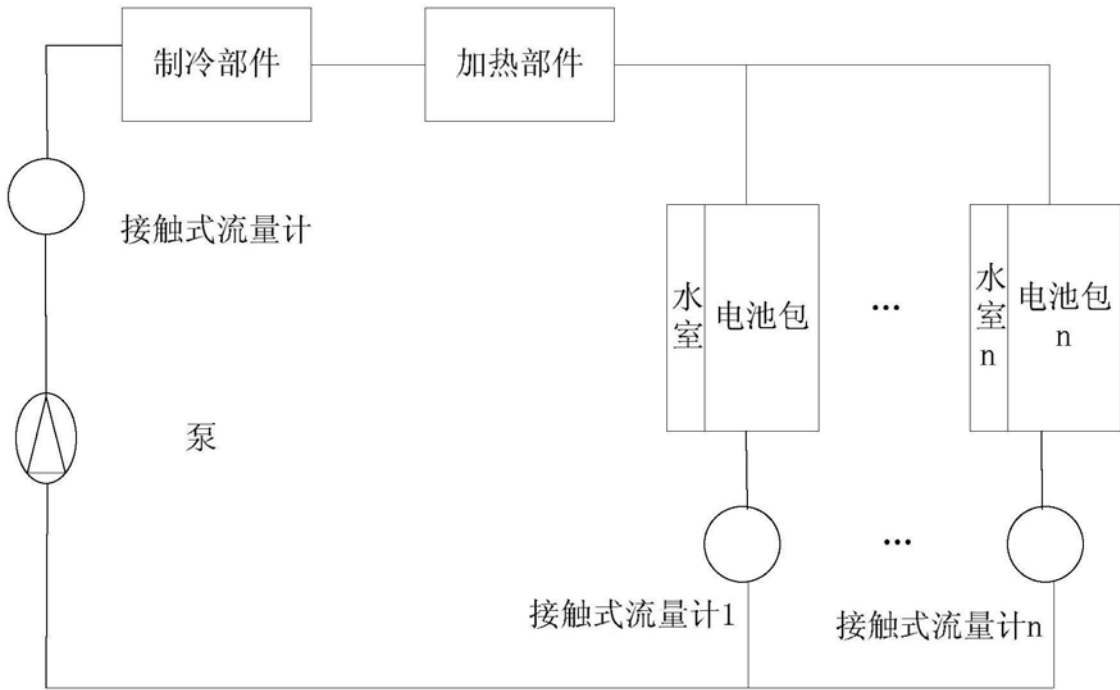 制冷部件
加热部件
接触式流量计
水室
电池包
...
水室n
电池包n
泵
...
接触式流量计1
接触式流量计n